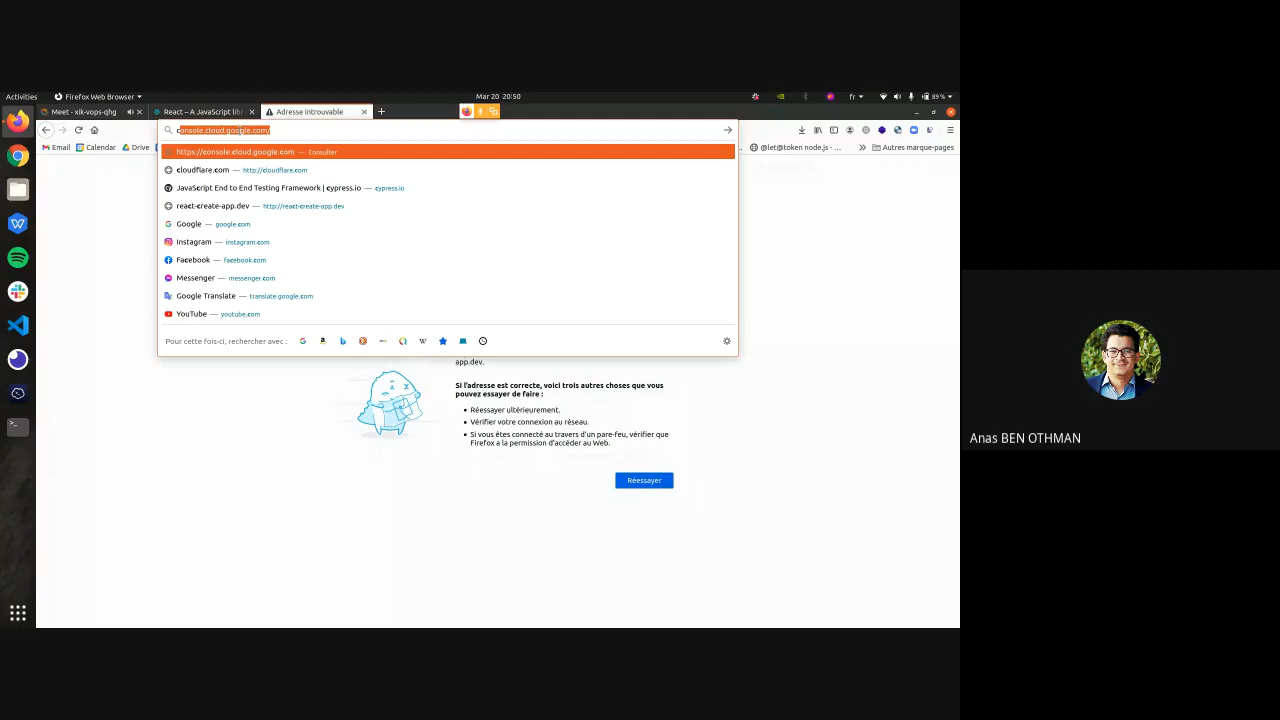 Activities
Firefox Web Browser
Mar 20 20:50
fr
89 %
Meet - xik-vops-qhg
React – A JavaScript libr
Adresse introuvable
console.cloud.google.com/
Email
Calendar
Drive
@let@token node.js - ...
Autres marque-pages
https://console.cloud.google.com — Consulter
cloudflare.com — http://cloudflare.com
JavaScript End to End Testing Framework | cypress.io — cypress.io
react-create-app.dev — http://react-create-app.dev
Google — google.com
Instagram — instagram.com
Facebook — facebook.com
Messenger — messenger.com
Google Translate — translate.google.com
YouTube — youtube.com
Pour cette fois-ci, rechercher avec :
app.dev.
Si l'adresse est correcte, voici trois autres choses que vous
pouvez essayer de faire :
Réessayer ultérieurement.
Vérifier votre connexion au réseau.
Si vous êtes connecté au travers d'un pare-feu, vérifier que
Firefox a la permission d'accéder au Web.
Réessayer
Anas BEN OTHMAN